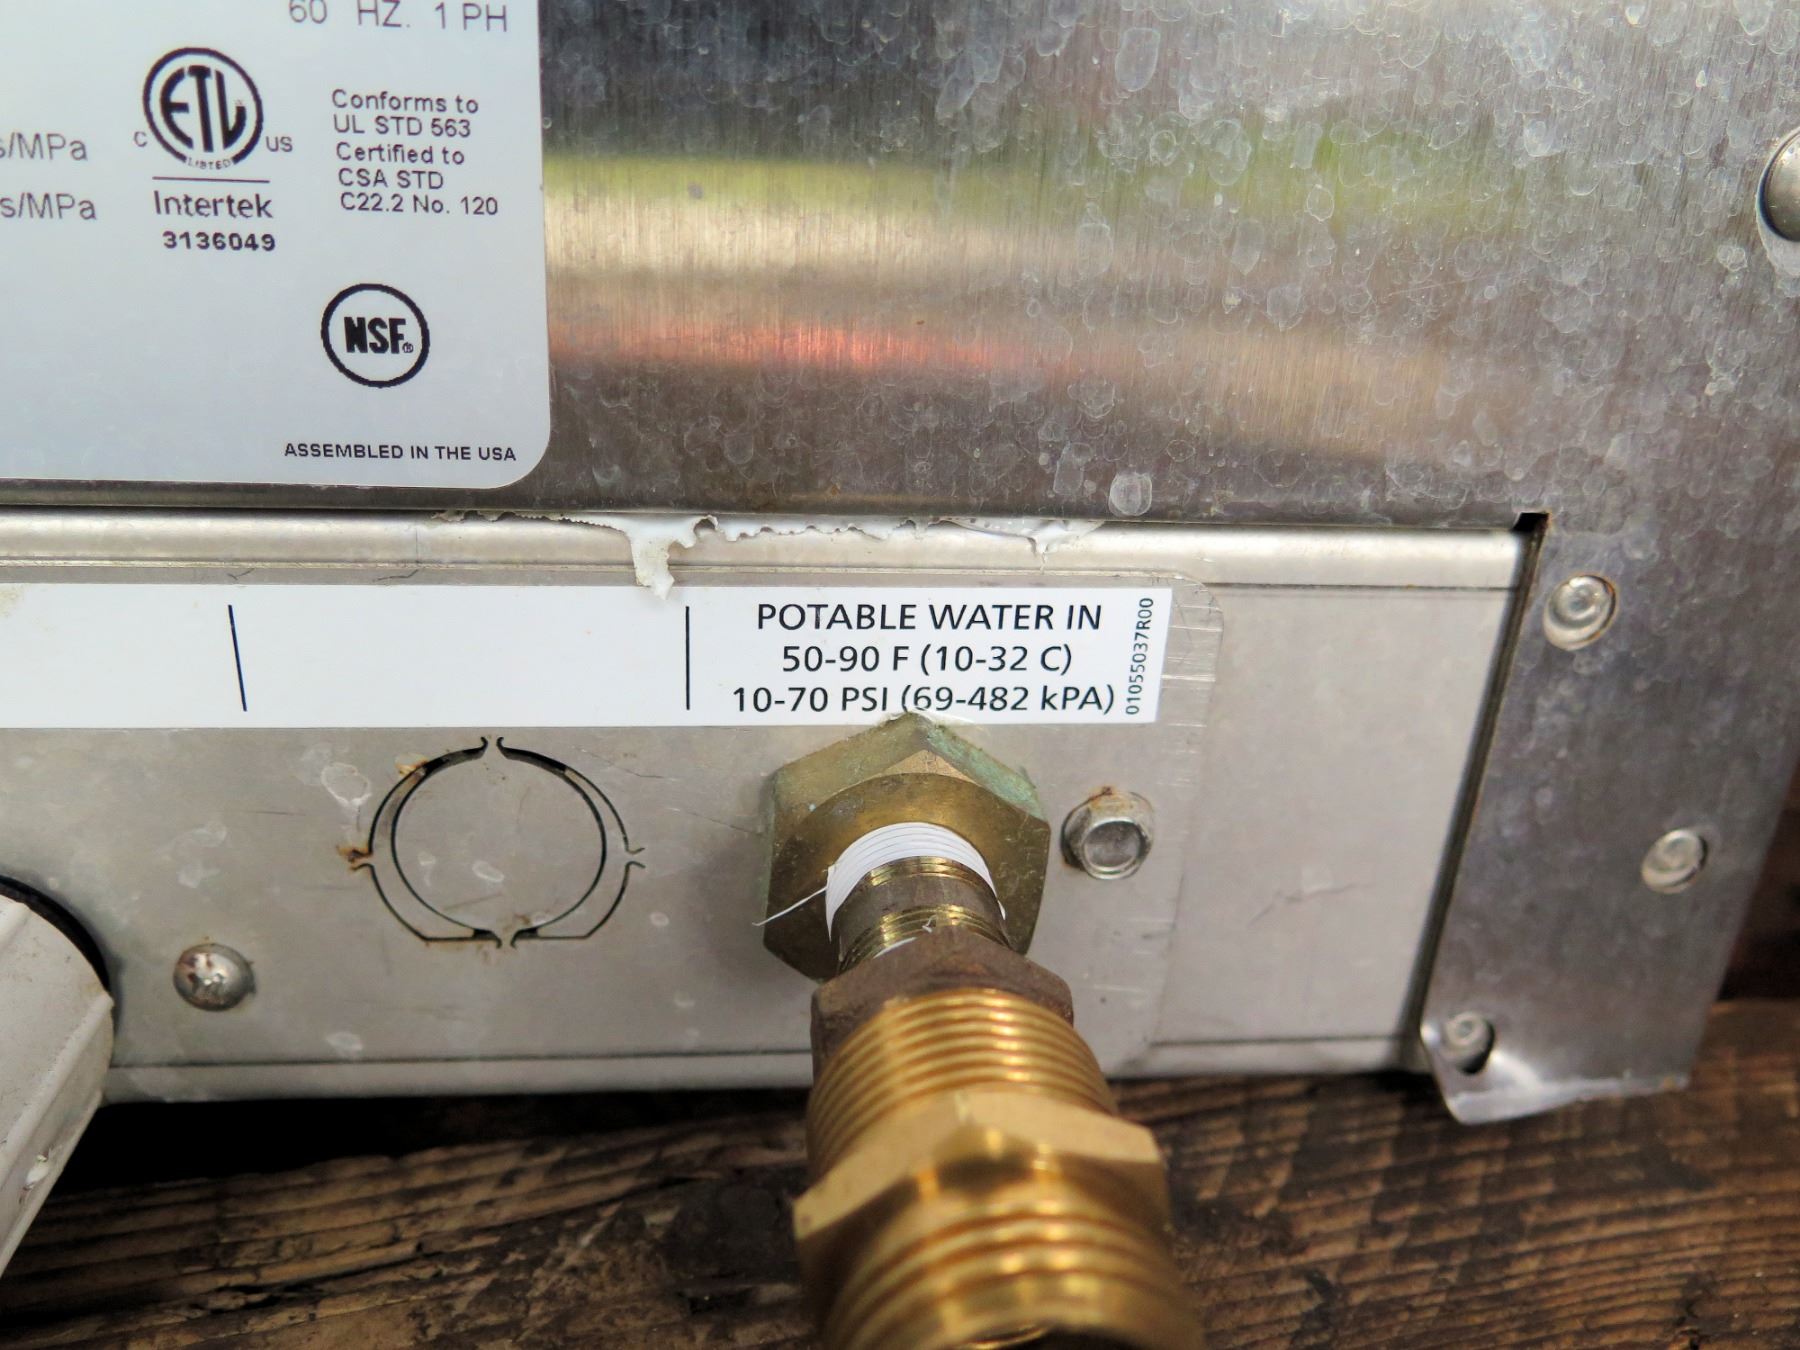 60 HZ. 1 PH
ETL
C
US
LISTED
Intertek
3136049
Conforms to
UL STD 563
Certified to
CSA STD
C22.2 No. 120
s/MPa
s/MPa
NSF®
ASSEMBLED IN THE USA
POTABLE WATER IN
50-90 F (10-32 C)
10-70 PSI (69-482 kPA)
01055037R00